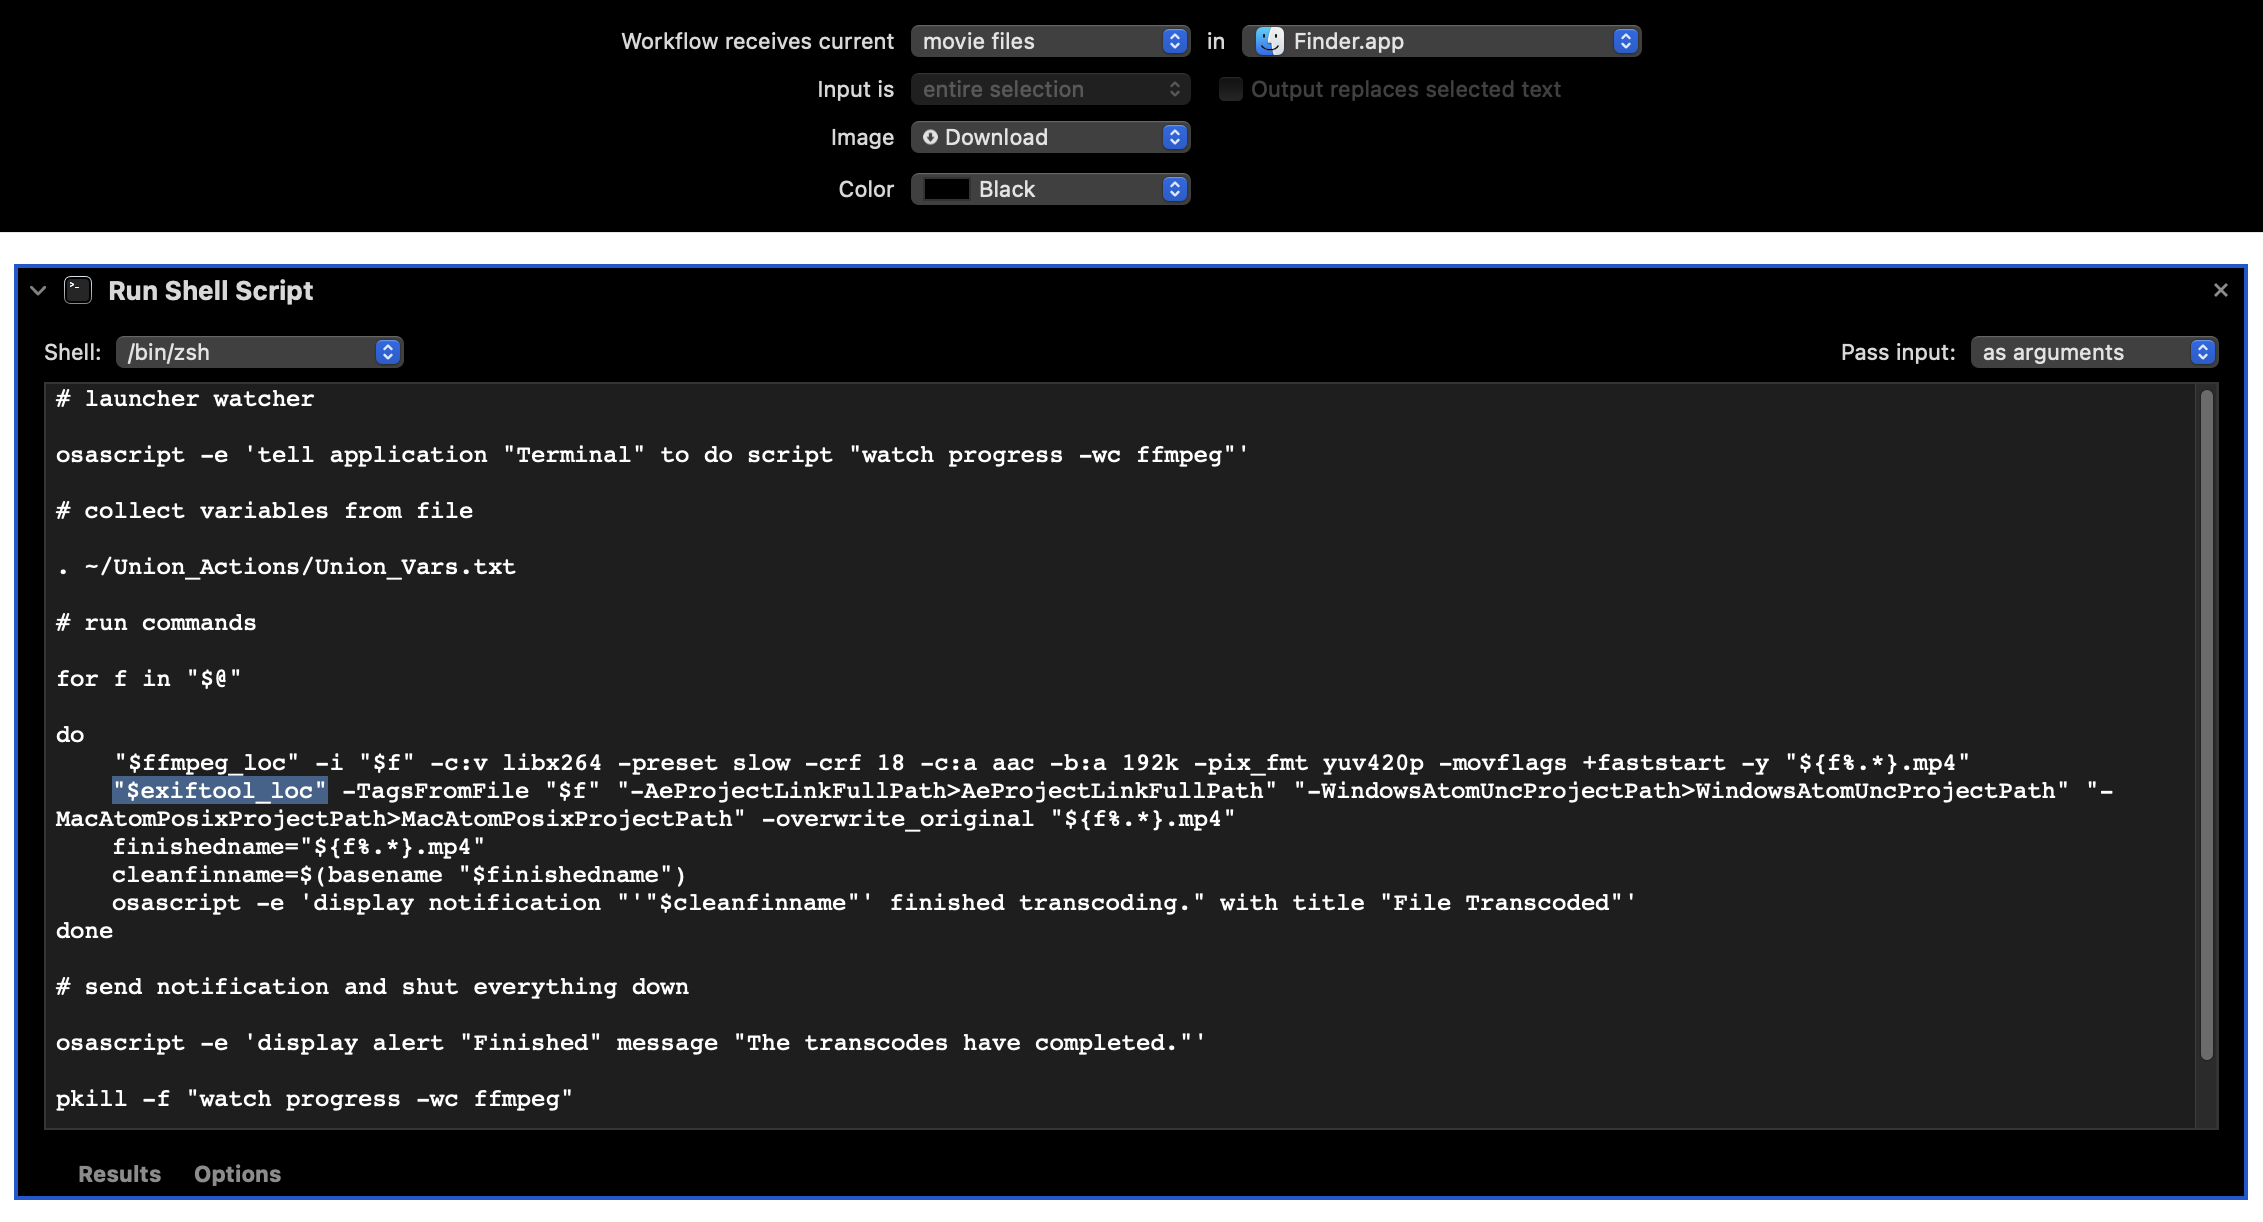 Workflow receives current movie files in Finder.app
Input is entire selection Output replaces selected text
Image Download
Color Black
Run Shell Script
Shell: /bin/zsh Pass input: as arguments
# launcher watcher
osascript -e 'tell application "Terminal" to do script "watch progress -wc ffmpeg"'
# collect variables from file
. ~/Union_Actions/Union_Vars.txt
# run commands
for f in "$@"
do
"$ffmpeg_loc" -i "$f" -c:v libx264 -preset slow -crf 18 -c:a aac -b:a 192k -pix_fmt yuv420p -movflags +faststart -y "${f%.*}.mp4"
"$exiftool_loc" -TagsFromFile "$f" "-AeProjectLinkFullPath>AeProjectLinkFullPath" "-WindowsAtomUncProjectPath>WindowsAtomUncProjectPath" "-
MacAtomPosixProjectPath>MacAtomPosixProjectPath" -overwrite_original "${f%.*}.mp4"
finishedname="${f%.*}.mp4"
cleanfinname=$(basename "$finishedname")
osascript -e 'display notification "'"$cleanfinname"' finished transcoding." with title "File Transcoded"'
done
# send notification and shut everything down
osascript -e 'display alert "Finished" message "The transcodes have completed."'
pkill -f "watch progress -wc ffmpeg"
Results Options